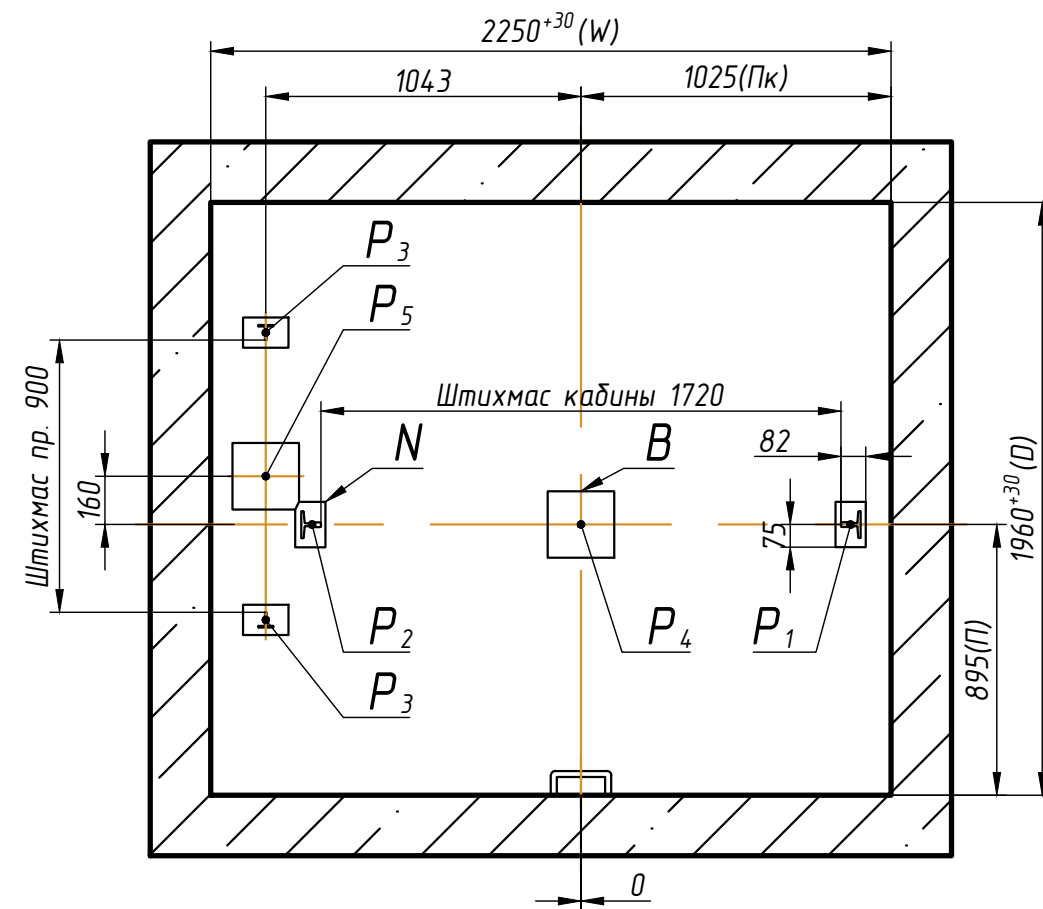 2250+30(W)
1043
1025(Пк)
P3
P5
Штихмас пр. 900
Штихмас кабины 1720
N
B
82
160
75
1960+30(D)
P2
P4
P1
895(П)
P3
0